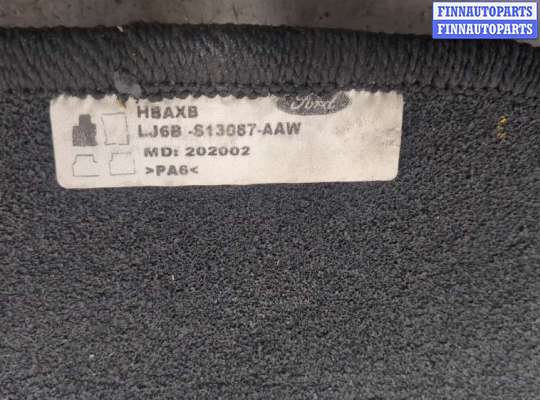 FINNAUTOPARTS
FINNAUTOPARTS
Ford
HBAXB
LJ6B -S13087-AAW
MD: 202002
>PA6<